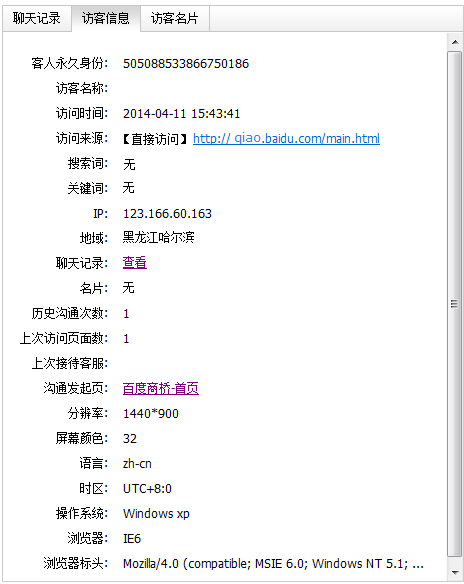 聊天记录 访客信息 访客名片
客人永久身份: 505088533866750186
访客名称:
访问时间: 2014-04-11 15:43:41
访问来源: 【直接访问】http:// qiao.baidu.com/main.html
搜索词: 无
关键词: 无
IP: 123.166.60.163
地域: 黑龙江哈尔滨
聊天记录: 查看
名片: 无
历史沟通次数: 1
上次访问页面数: 1
上次接待客服:
沟通发起页: 百度商桥-首页
分辨率: 1440*900
屏幕颜色: 32
语言: zh-cn
时区: UTC+8:0
操作系统: Windows xp
浏览器: IE6
浏览器标头: Mozilla/4.0 (compatible; MSIE 6.0; Windows NT 5.1; ...